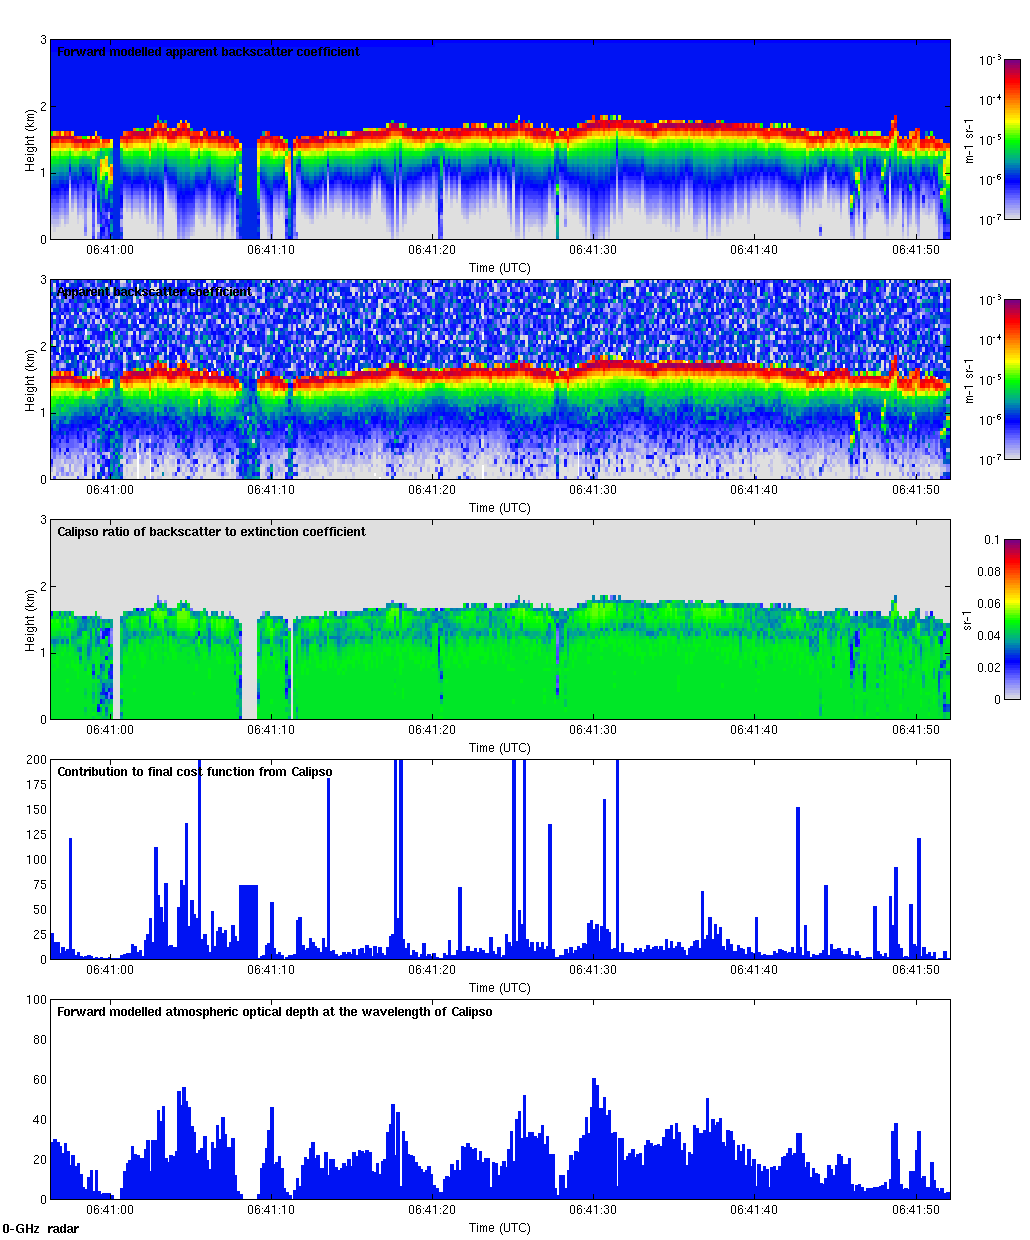 Forward modelled apparent backscatter coefficient
3
2
1
0
Height (km)
06:41:00 06:41:10 06:41:20 06:41:30 06:41:40 06:41:50
Time (UTC)
10-3
10-4
10-5
10-6
10-7
m-1 sr-1
Apparent backscatter coefficient
3
2
1
0
Height (km)
06:41:00 06:41:10 06:41:20 06:41:30 06:41:40 06:41:50
Time (UTC)
10-3
10-4
10-5
10-6
10-7
m-1 sr-1
Calipso ratio of backscatter to extinction coefficient
3
2
1
0
Height (km)
06:41:00 06:41:10 06:41:20 06:41:30 06:41:40 06:41:50
Time (UTC)
0.1
0.08
0.06
0.04
0.02
0
sr-1
Contribution to final cost function from Calipso
200
175
150
125
100
75
50
25
0
06:41:00 06:41:10 06:41:20 06:41:30 06:41:40 06:41:50
Time (UTC)
Forward modelled atmospheric optical depth at the wavelength of Calipso
100
80
60
40
20
0
06:41:00 06:41:10 06:41:20 06:41:30 06:41:40 06:41:50
Time (UTC)
0-GHz radar